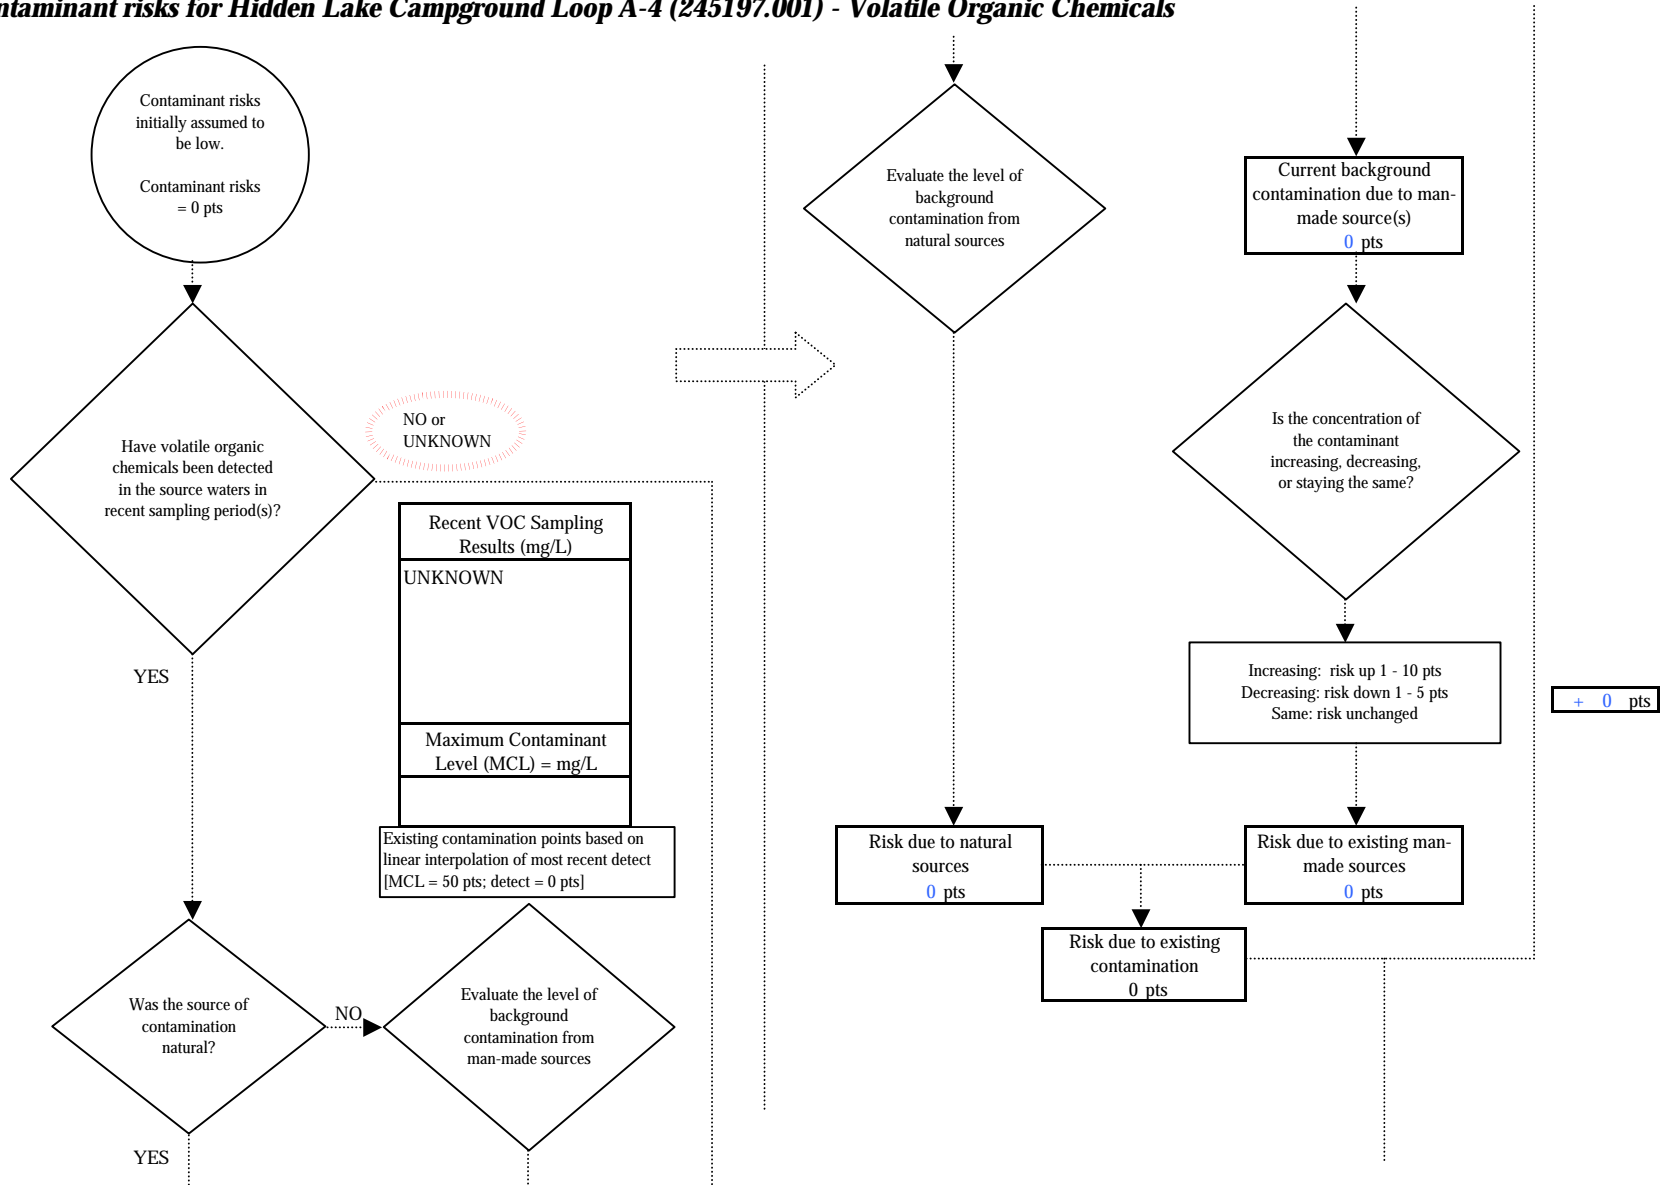 ntaminant risks for Hidden Lake Campground Loop A-4 (245197.001) - Volatile Organic Chemicals
Contaminant risks
initially assumed to
be low.
Contaminant risks
= 0 pts
Have volatile organic
chemicals been detected
in the source waters in
recent sampling period(s)?
NO or
UNKNOWN
YES
Recent VOC Sampling
Results (mg/L)
UNKNOWN
Maximum Contaminant
Level (MCL) = mg/L
Existing contamination points based on
linear interpolation of most recent detect
[MCL = 50 pts; detect = 0 pts]
Was the source of
contamination
natural?
NO
YES
Evaluate the level of
background
contamination from
man-made sources
Evaluate the level of
background
contamination from
natural sources
Risk due to natural
sources
0 pts
Current background
contamination due to man-
made source(s)
0 pts
Is the concentration of
the contaminant
increasing, decreasing,
or staying the same?
Increasing: risk up 1 - 10 pts
Decreasing: risk down 1 - 5 pts
Same: risk unchanged
Risk due to existing man-
made sources
0 pts
Risk due to existing
contamination
0 pts
+ 0 pts